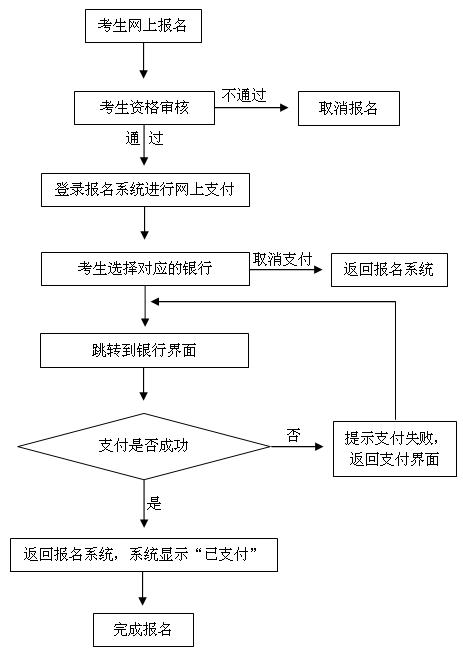 考生网上报名
考生资格审核
不通过
取消报名
通过
登录报名系统进行网上支付
考生选择对应的银行
取消支付
返回报名系统
跳转到银行界面
支付是否成功
否
提示支付失败，
返回支付界面
是
返回报名系统，系统显示“已支付”
完成报名